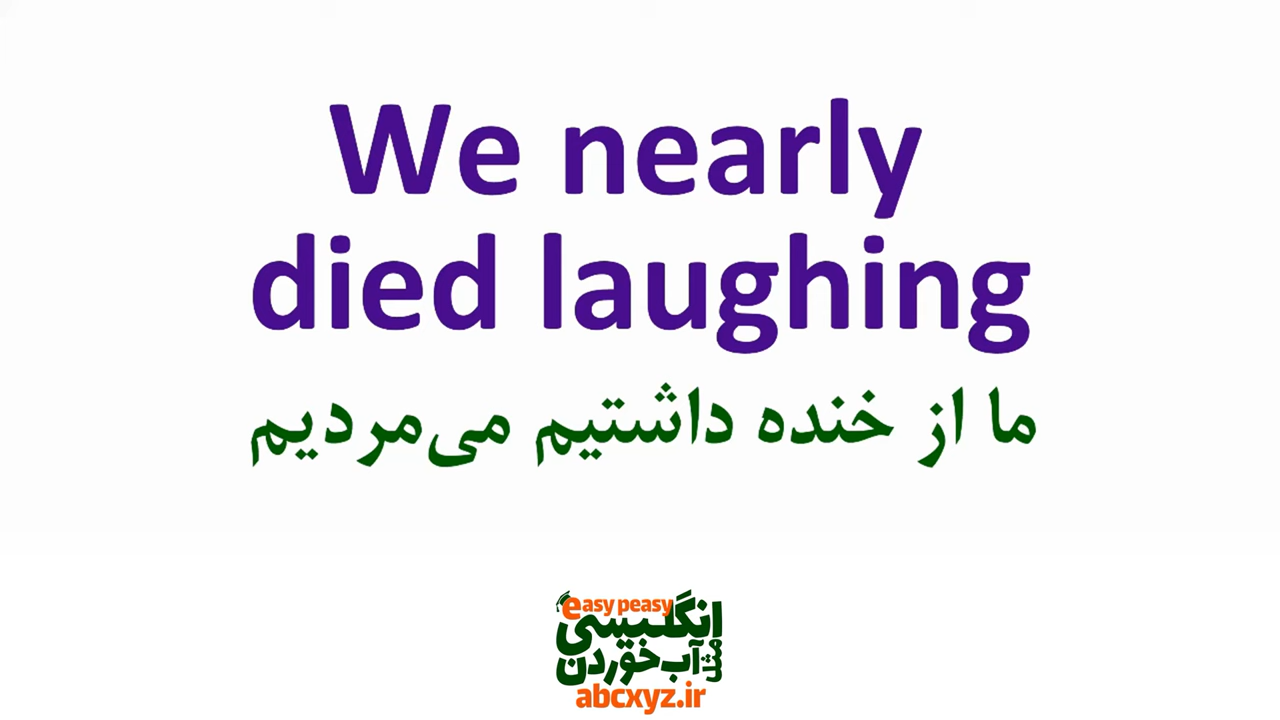 We nearly
died laughing
ما از خنده داشتیم می‌مردیم
easy peasy
انگلیسی
مثل آب خوردن
abcxyz.ir